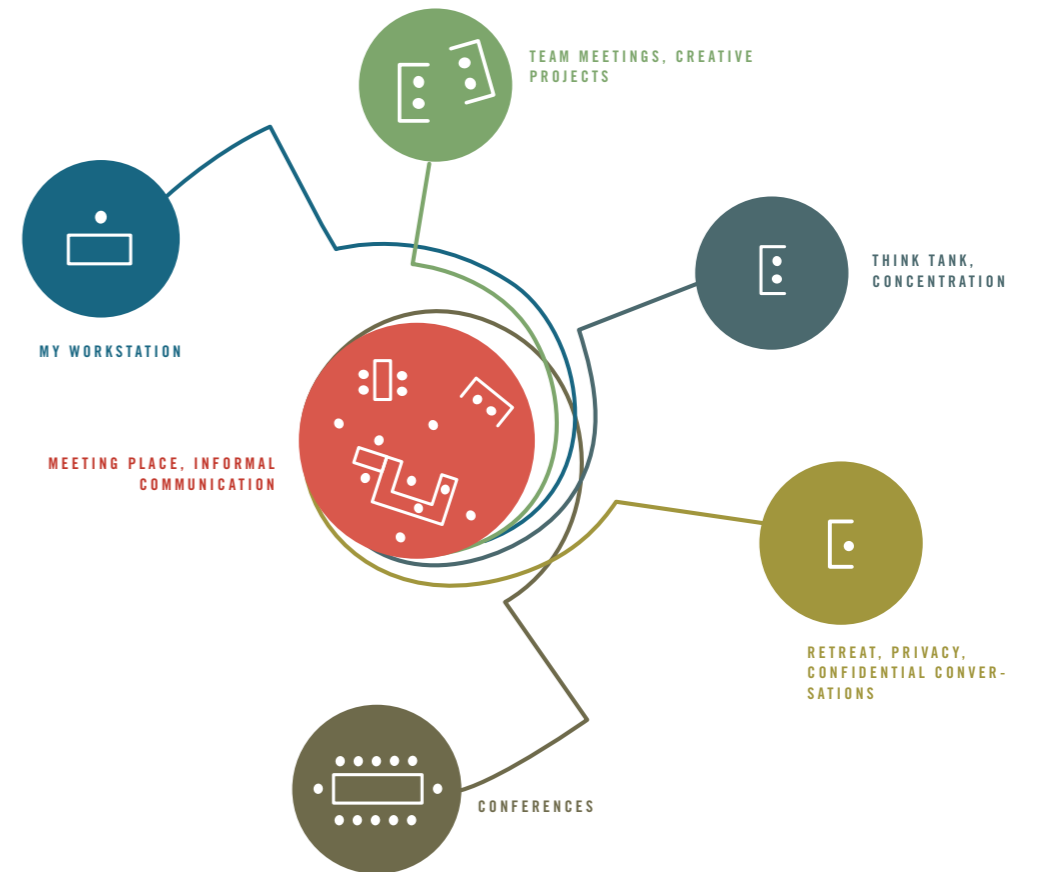 TEAM MEETINGS, CREATIVE
PROJECTS
THINK TANK,
CONCENTRATION
MY WORKSTATION
MEETING PLACE, INFORMAL
COMMUNICATION
RETREAT, PRIVACY,
CONFIDENTIAL CONVER-
SATIONS
CONFERENCES